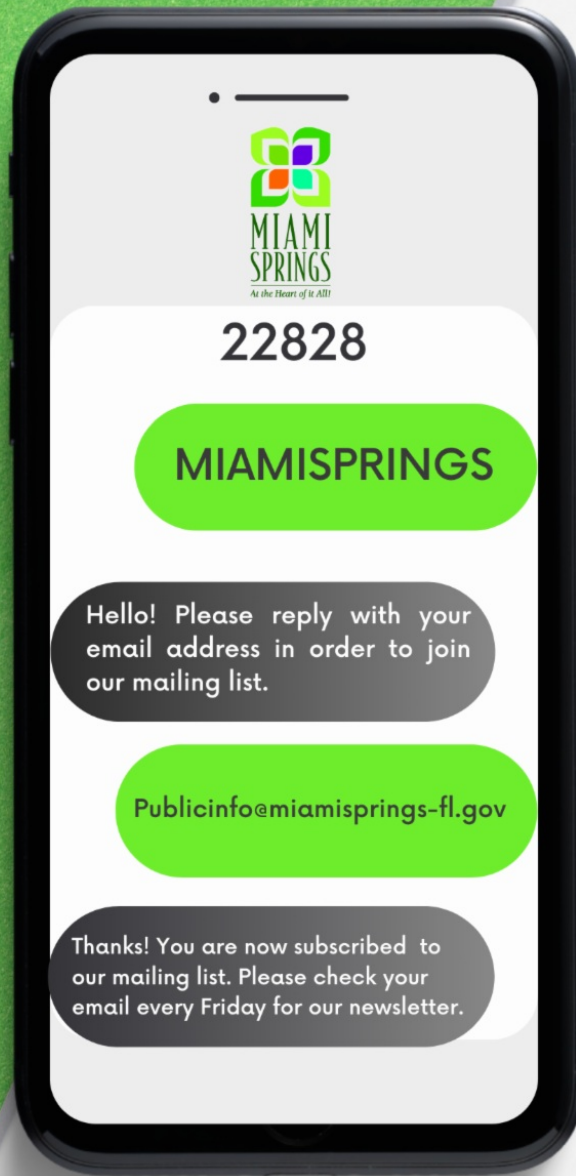 MIAMI
SPRINGS
At the Heart of it All!
22828
MIAMISPRINGS
Hello! Please reply with your
email address in order to join
our mailing list.
Publicinfo@miamisprings-fl.gov
Thanks! You are now subscribed to
our mailing list. Please check your
email every Friday for our newsletter.